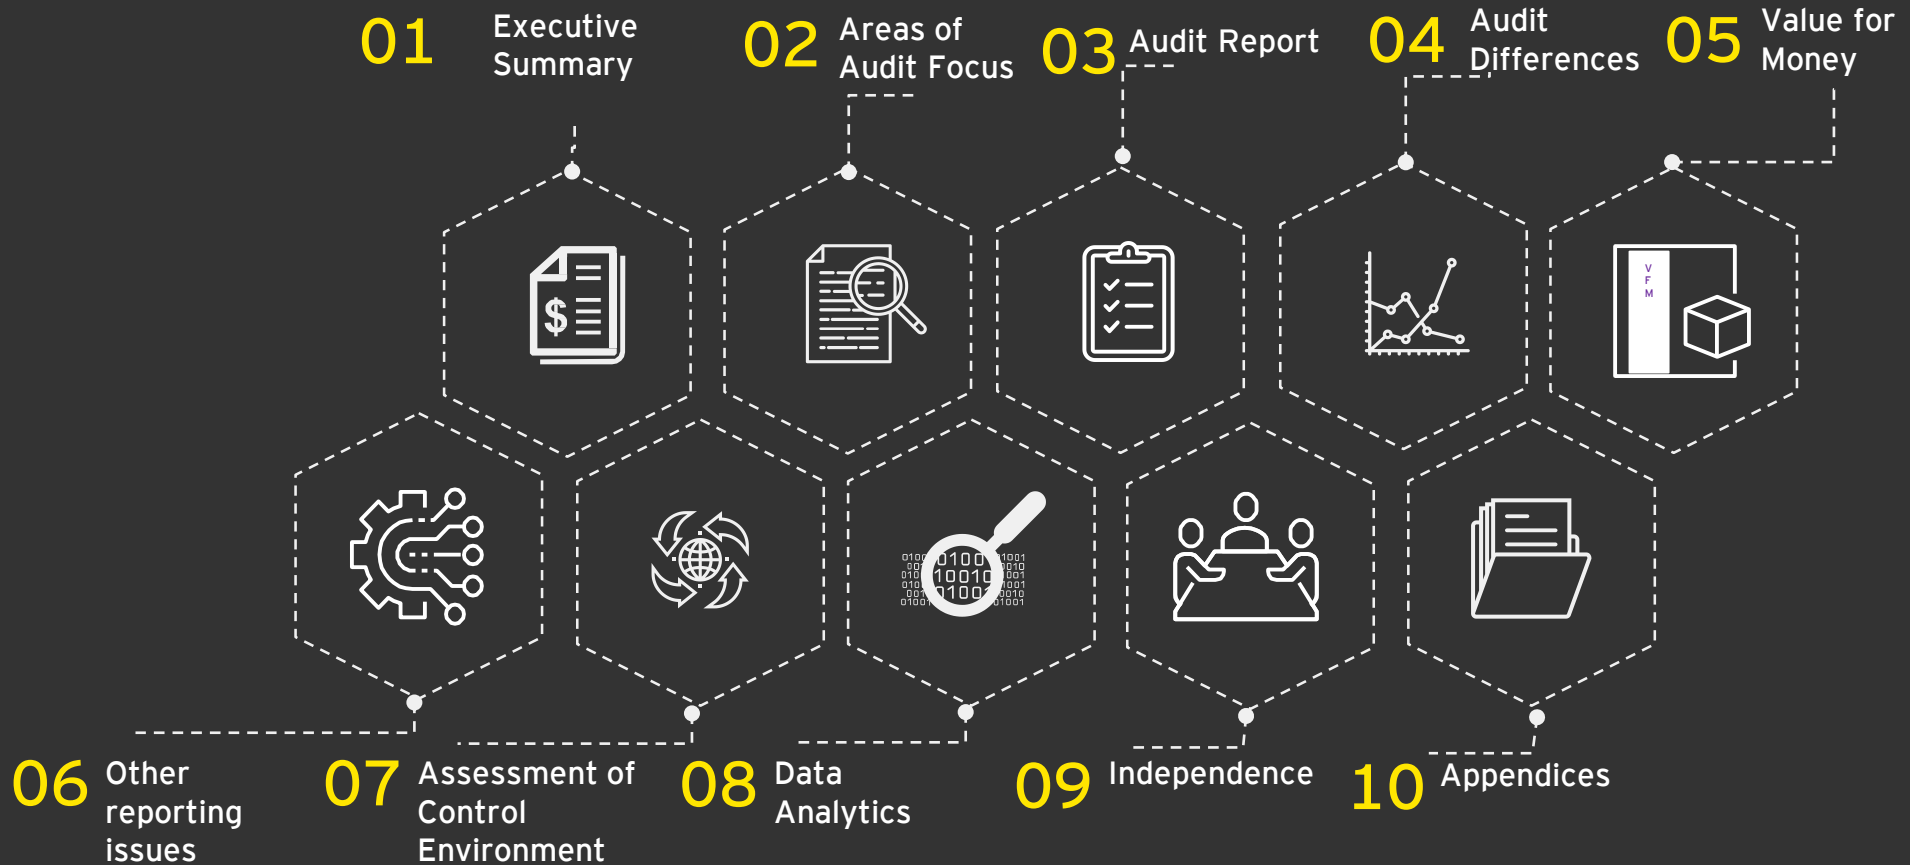 01
Executive
Summary
02
Areas of
Audit Focus
03
Audit Report
04
Audit
Differences
05
Value for
Money
$
V
F
M
06
Other
reporting
issues
07
Assessment of
Control
Environment
08
Data
Analytics
09
Independence
10
Appendices